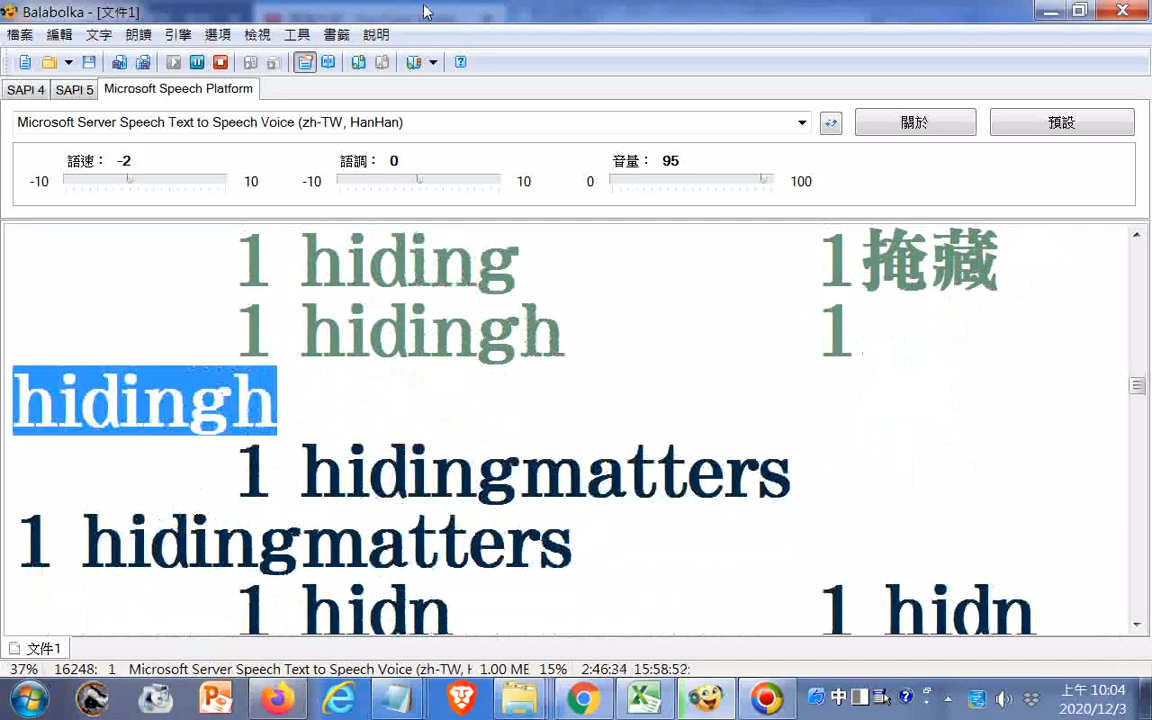 Balabolka - [文件1]
檔案 編輯 文字 朗讀 引擎 選項 檢視 工具 書籤 說明
SAPI 4 SAPI 5 Microsoft Speech Platform
Microsoft Server Speech Text to Speech Voice (zh-TW, HanHan) 關於 預設
語速： -2 語調： 0 音量： 95
-10 10 -10 10 0 100
1 hiding 1掩藏
1 hidingh 1
hidingh
1 hidingmatters
1 hidingmatters
1 hidn 1 hidn
文件1
37% 16248: 1 Microsoft Server Speech Text to Speech Voice (zh-TW, H 1.00 ME 15% 2:46:34 15:58:52:
中 上午 10:04
2020/12/3